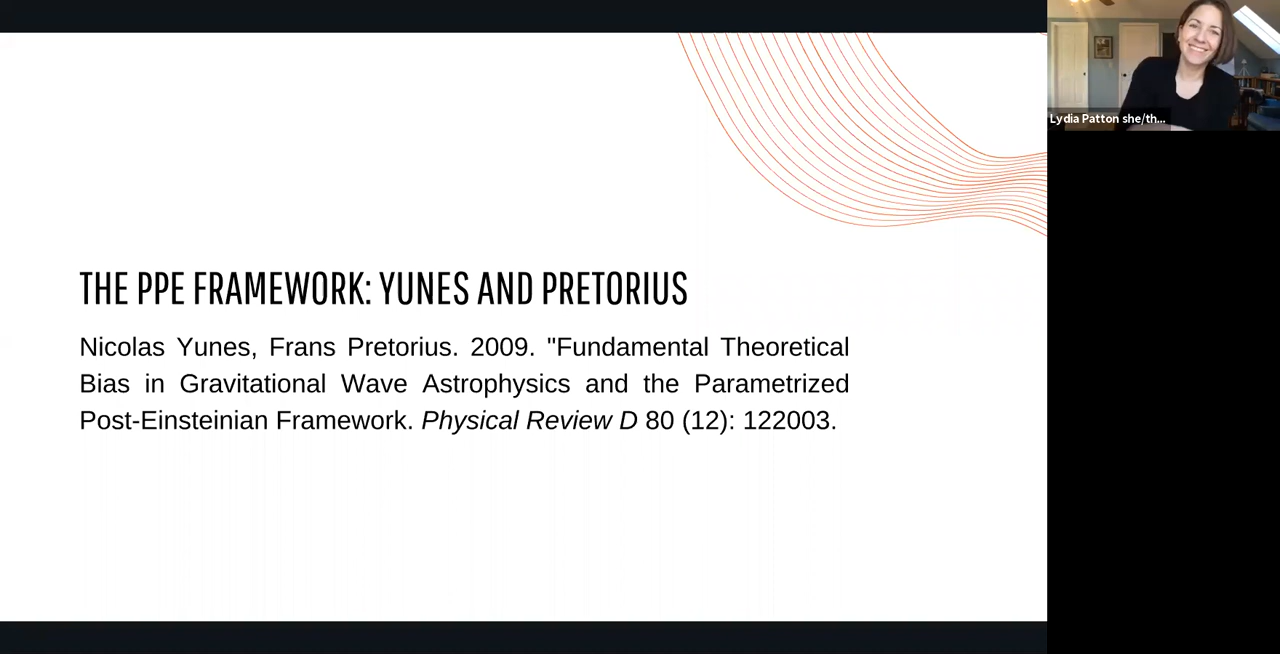 THE PPE FRAMEWORK: YUNES AND PRETORIUS
Nicolas Yunes, Frans Pretorius. 2009. "Fundamental Theoretical
Bias in Gravitational Wave Astrophysics and the Parametrized
Post-Einsteinian Framework. Physical Review D 80 (12): 122003.
Lydia Patton she/th...